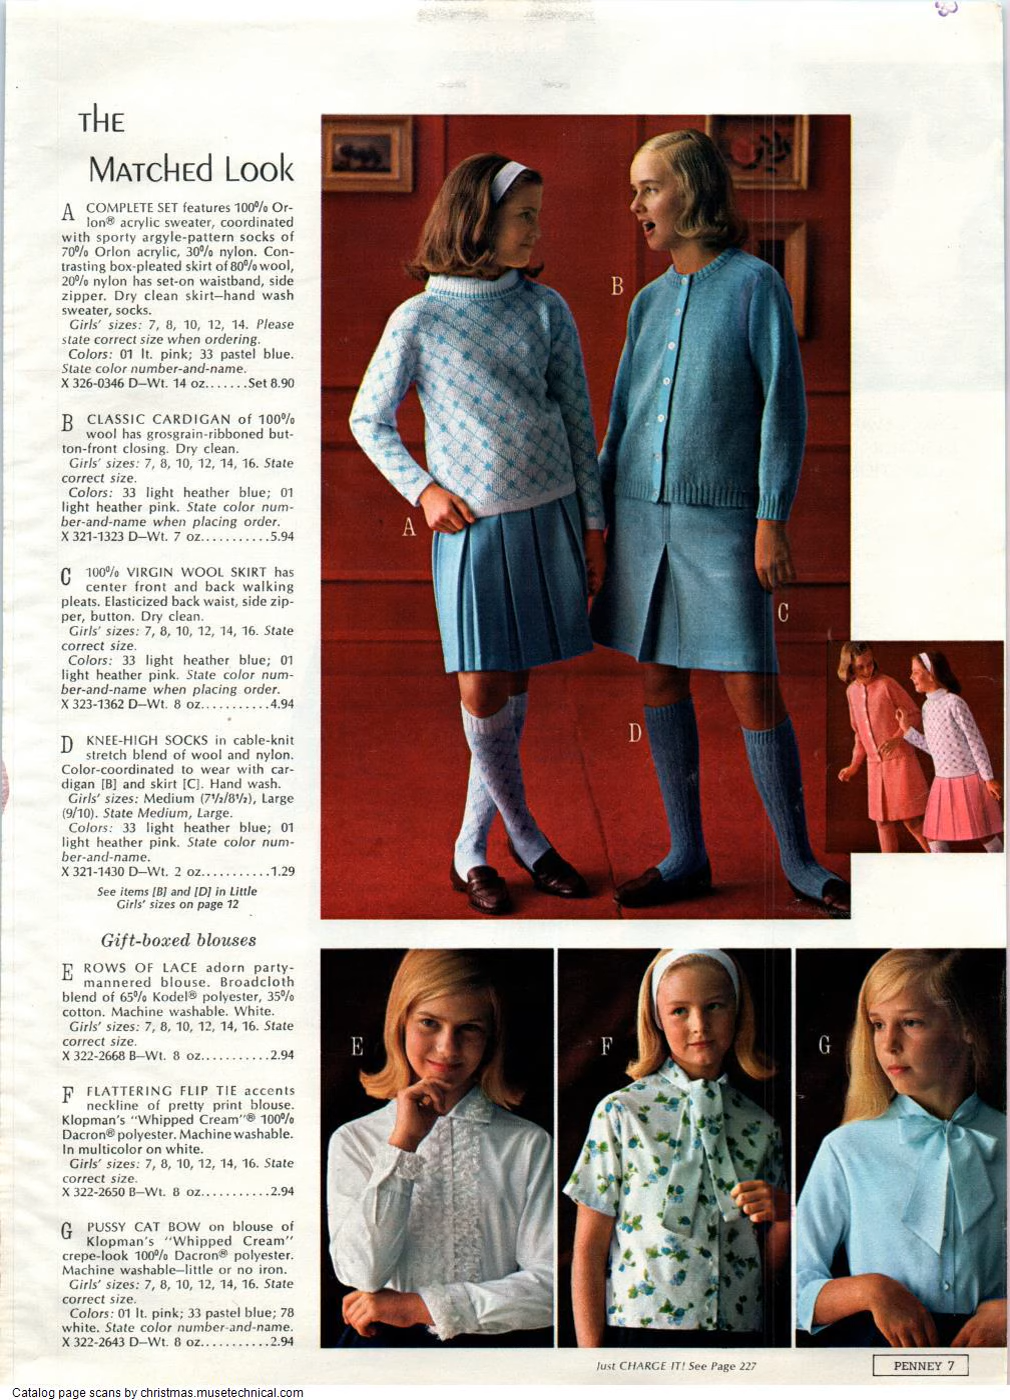 THE
MATCHED LOOK
A COMPLETE SET features 100% Or-
lon® acrylic sweater, coordinated
with sporty argyle-pattern socks of
70% Orlon acrylic, 30% nylon. Con-
trasting box-pleated skirt of 80% wool,
20% nylon has set-on waistband, side
zipper. Dry clean skirt—hand wash
sweater, socks.
Girls' sizes: 7, 8, 10, 12, 14. Please
state correct size when ordering.
Colors: 01 lt. pink; 33 pastel blue.
State color number-and-name.
X 326-0346 D—Wt. 14 oz.......Set 8.90
B CLASSIC CARDIGAN of 100%
wool has grosgrain-ribboned but-
ton-front closing. Dry clean.
Girls' sizes: 7, 8, 10, 12, 14, 16. State
correct size.
Colors: 33 light heather blue; 01
light heather pink. State color num-
ber-and-name when placing order.
X 321-1323 D—Wt. 7 oz...........5.94
C 100% VIRGIN WOOL SKIRT has
center front and back walking
pleats. Elasticized back waist, side zip-
per, button. Dry clean.
Girls' sizes: 7, 8, 10, 12, 14, 16. State
correct size.
Colors: 33 light heather blue; 01
light heather pink. State color num-
ber-and-name when placing order.
X 323-1362 D—Wt. 8 oz...........4.94
D KNEE-HIGH SOCKS in cable-knit
stretch blend of wool and nylon.
Color-coordinated to wear with car-
digan [B] and skirt [C]. Hand wash.
Girls' sizes: Medium (7½/8½), Large
(9/10). State Medium, Large.
Colors: 33 light heather blue; 01
light heather pink. State color num-
ber-and-name.
X 321-1430 D—Wt. 2 oz...........1.29
See items [B] and [D] in Little
Girls' sizes on page 12
Gift-boxed blouses
E ROWS OF LACE adorn party-
mannered blouse. Broadcloth
blend of 65% Kodel® polyester, 35%
cotton. Machine washable. White.
Girls' sizes: 7, 8, 10, 12, 14, 16. State
correct size.
X 322-2668 B—Wt. 8 oz...........2.94
F FLATTERING FLIP TIE accents
neckline of pretty print blouse.
Klopman's "Whipped Cream"® 100%
Dacron® polyester. Machine washable.
In multicolor on white.
Girls' sizes: 7, 8, 10, 12, 14, 16. State
correct size.
X 322-2650 B—Wt. 8 oz...........2.94
G PUSSY CAT BOW on blouse of
Klopman's "Whipped Cream"
crepe-look 100% Dacron® polyester.
Machine washable—little or no iron.
Girls' sizes: 7, 8, 10, 12, 14, 16. State
correct size.
Colors: 01 lt. pink; 33 pastel blue; 78
white. State color number-and-name.
X 322-2643 D—Wt. 8 oz...........2.94
B
A
C
D
E
F
G
Just CHARGE IT! See Page 227
PENNEY 7
Catalog page scans by christmas.musetechnical.com